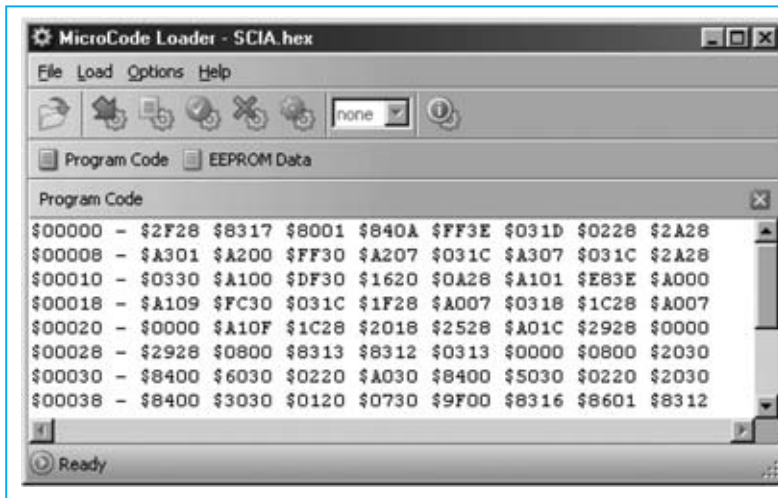 MicroCode Loader - SCIA.hex
File Load Options Help
none
Program Code EEPROM Data
Program Code
$00000 - $2F28 $8317 $8001 $840A $FF3E $031D $0228 $2A28
$00008 - $A301 $A200 $FF30 $A207 $031C $A307 $031C $2A28
$00010 - $0330 $A100 $DF30 $1620 $0A28 $A101 $E83E $A000
$00018 - $A109 $FC30 $031C $1F28 $A007 $0318 $1C28 $A007
$00020 - $0000 $A10F $1C28 $2018 $2528 $A01C $2928 $0000
$00028 - $2928 $0800 $8313 $8312 $0313 $0000 $0800 $2030
$00030 - $8400 $6030 $0220 $A030 $8400 $5030 $0220 $2030
$00038 - $8400 $3030 $0120 $0730 $9F00 $8316 $8601 $8312
Ready